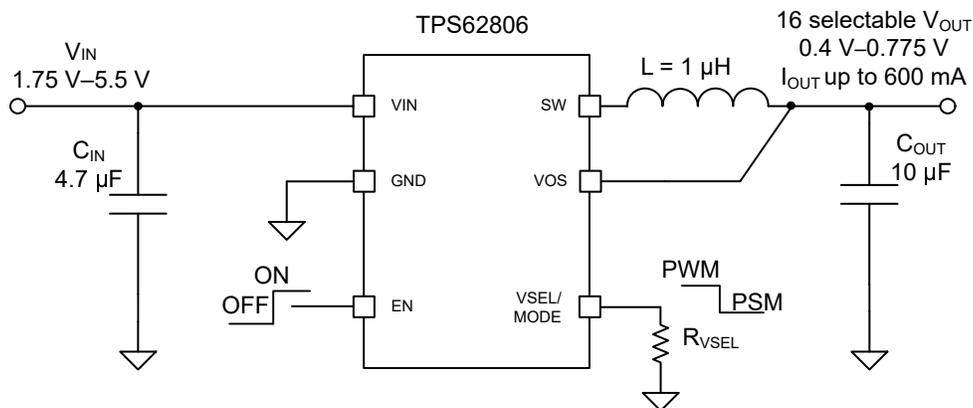 TPS62806
16 selectable VOUT
0.4 V–0.775 V
IOUT up to 600 mA
VIN
1.75 V–5.5 V
L = 1 µH
VIN
SW
CIN
4.7 µF
COUT
10 µF
GND
VOS
ON
OFF
EN
VSEL/
MODE
PWM
PSM
RVSEL